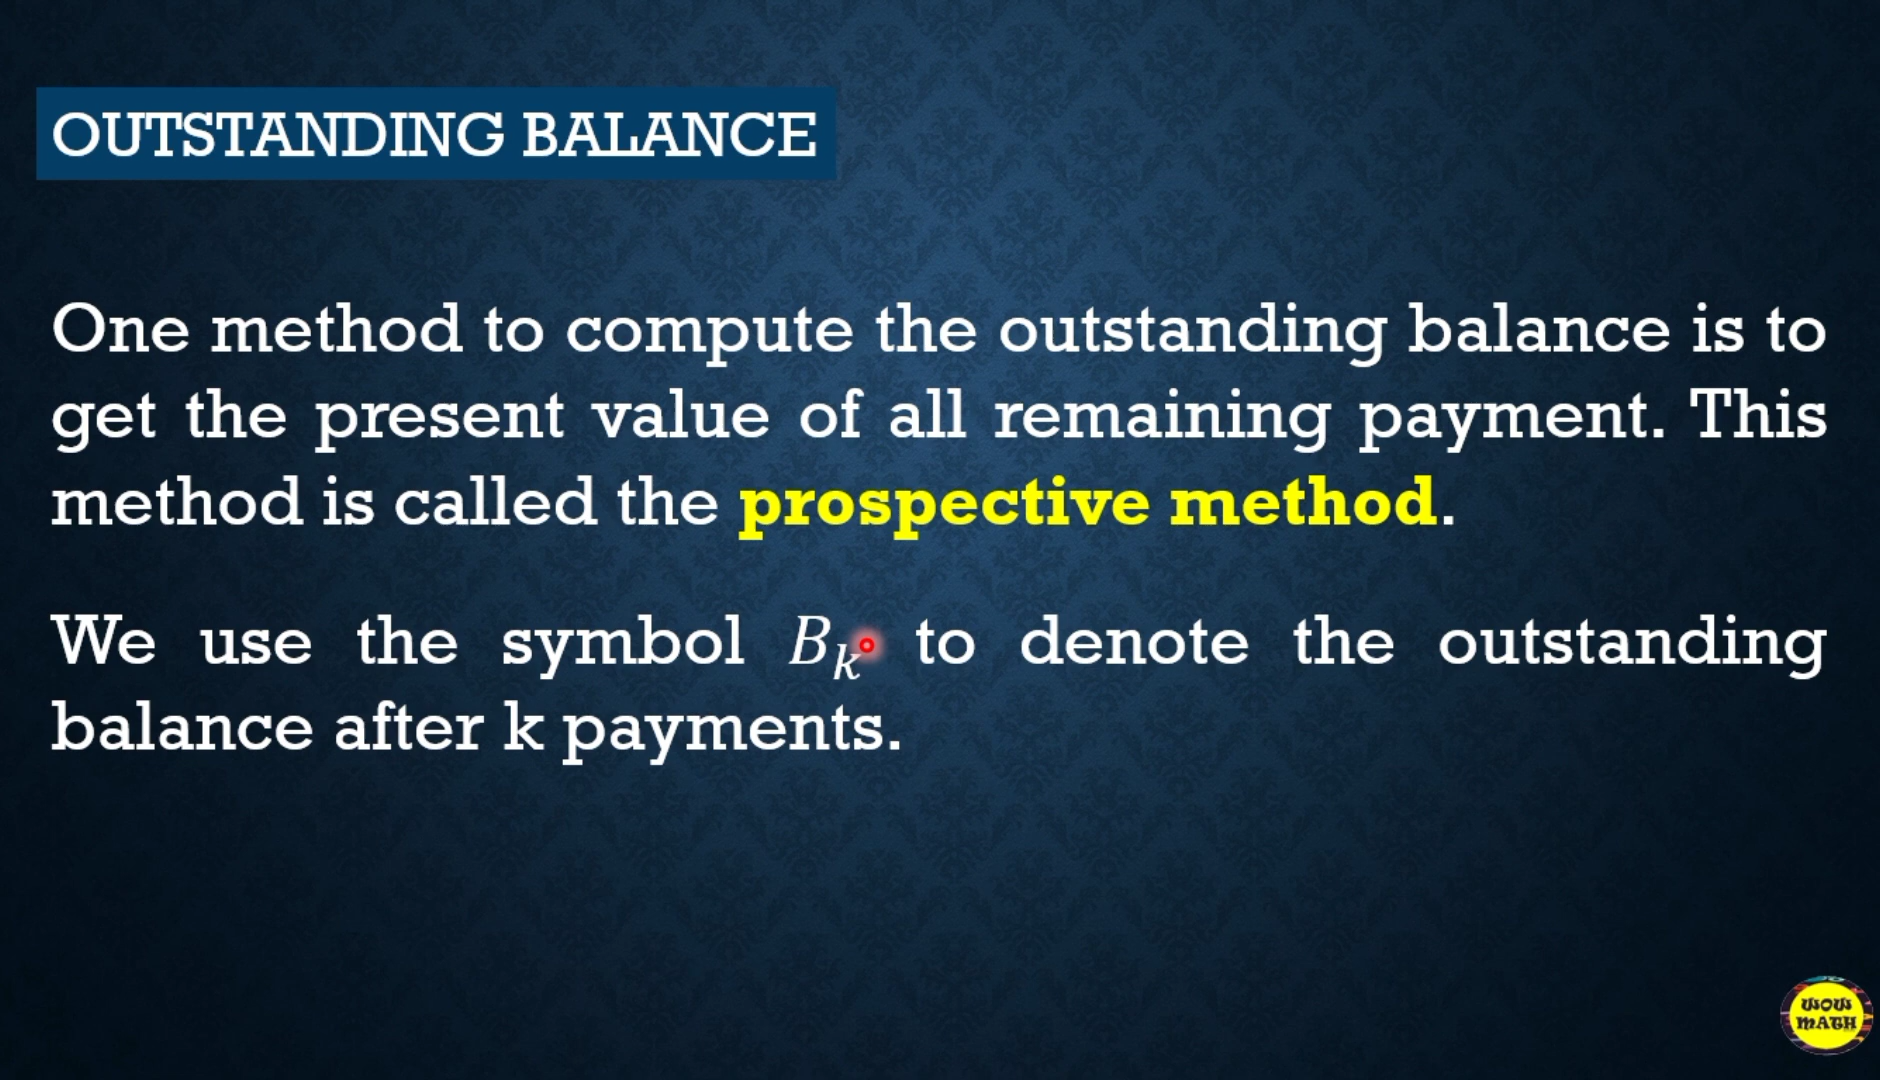 OUTSTANDING BALANCE
One method to compute the outstanding balance is to
get the present value of all remaining payment. This
method is called the prospective method.
We use the symbol Bₖ to denote the outstanding
balance after k payments.
WOW
MATH